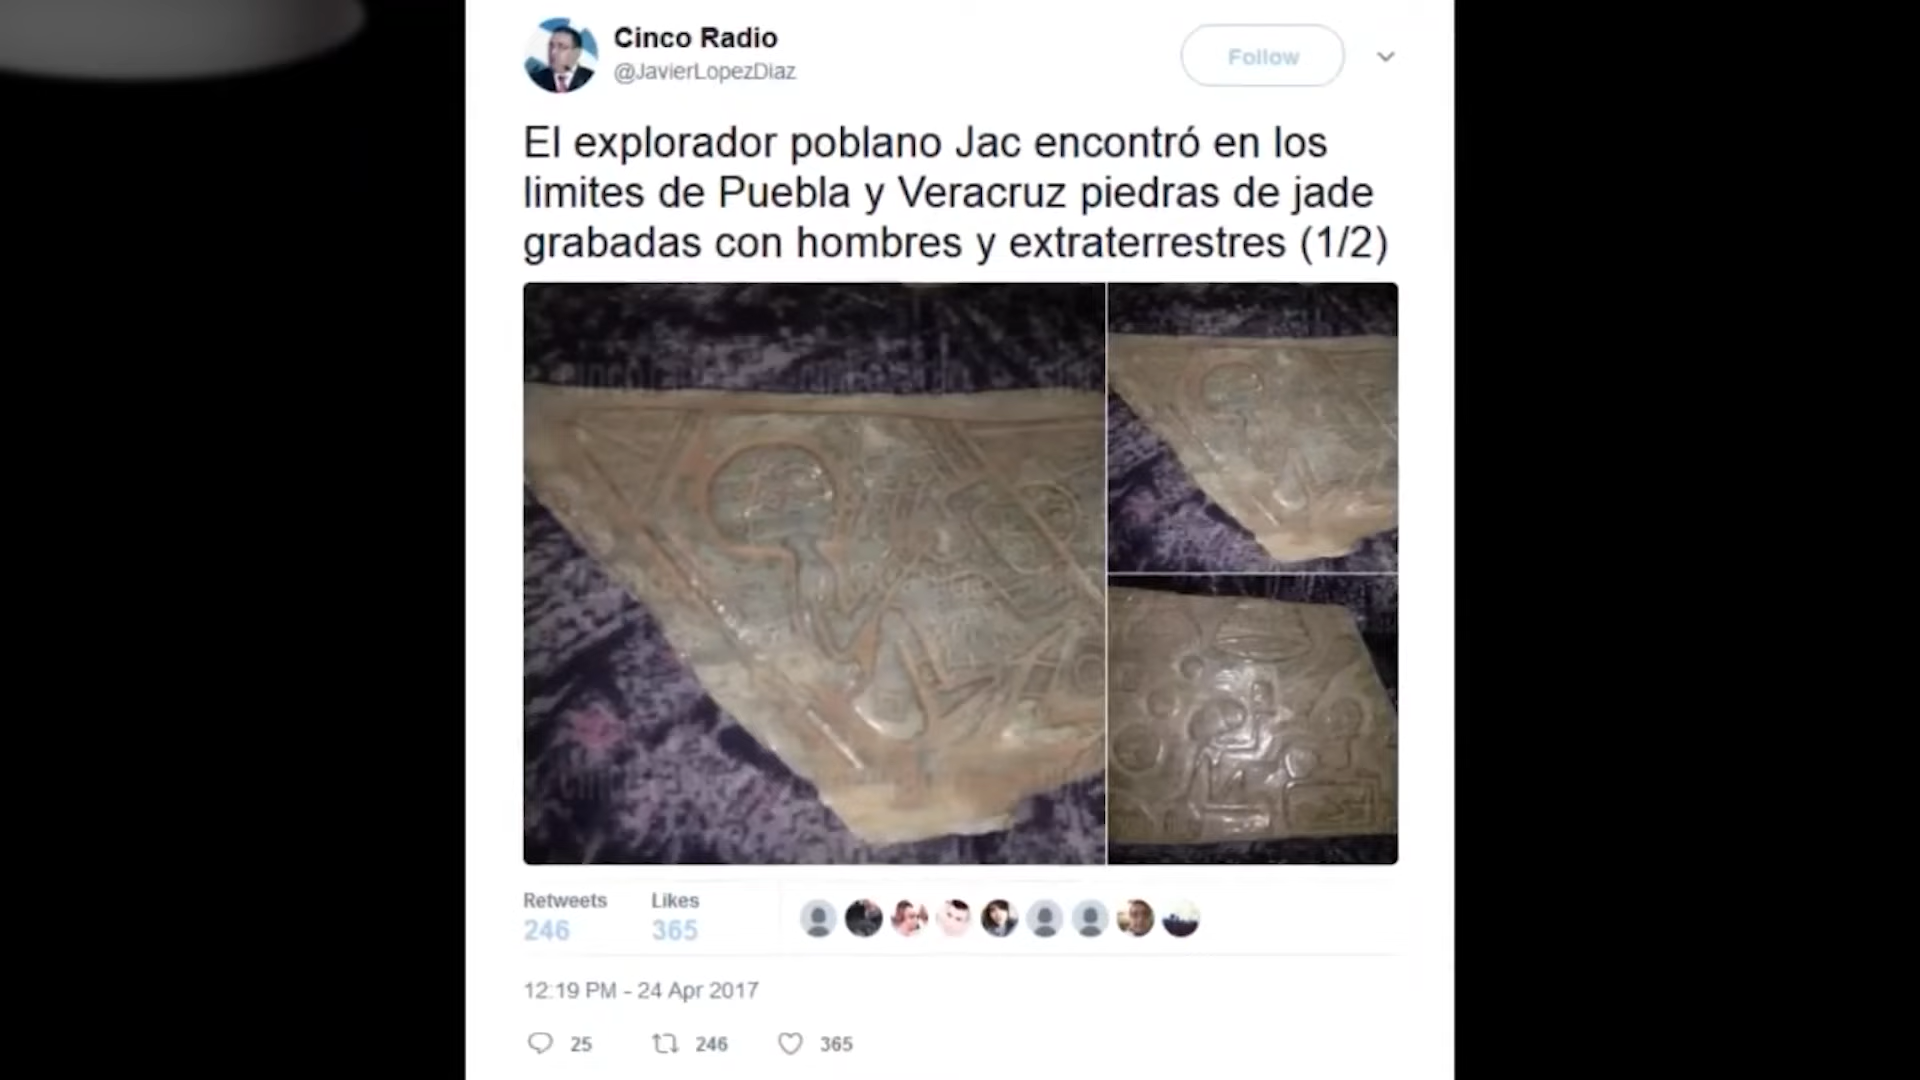 Cinco Radio
@JavierLopezDiaz
Follow
El explorador poblano Jac encontró en los
limites de Puebla y Veracruz piedras de jade
grabadas con hombres y extraterrestres (1/2)
Retweets
246
Likes
365
12:19 PM - 24 Apr 2017
25
246
365